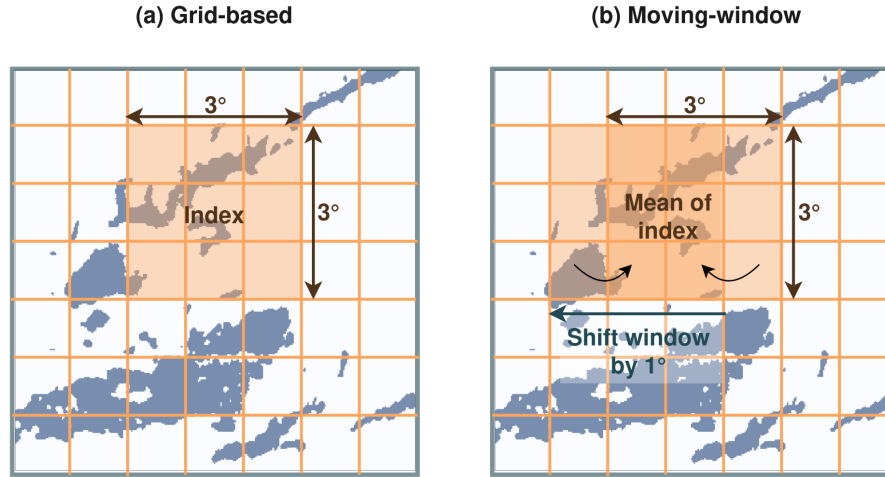 (a) Grid-based
(b) Moving-window
3°
3°
Index
3°
3°
Mean of
index
Shift window
by 1°